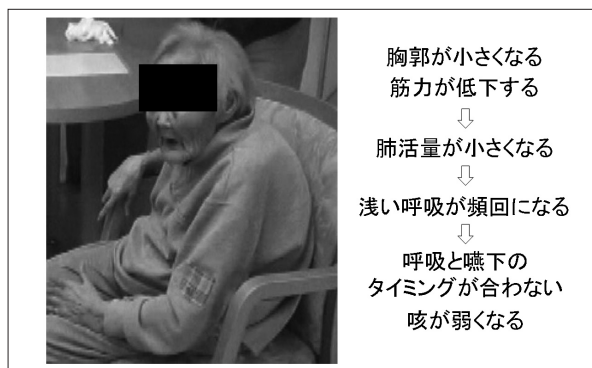 胸郭が小さくなる
筋力が低下する
⇩
肺活量が小さくなる
⇩
浅い呼吸が頻回になる
⇩
呼吸と嚥下の
タイミングが合わない
咳が弱くなる